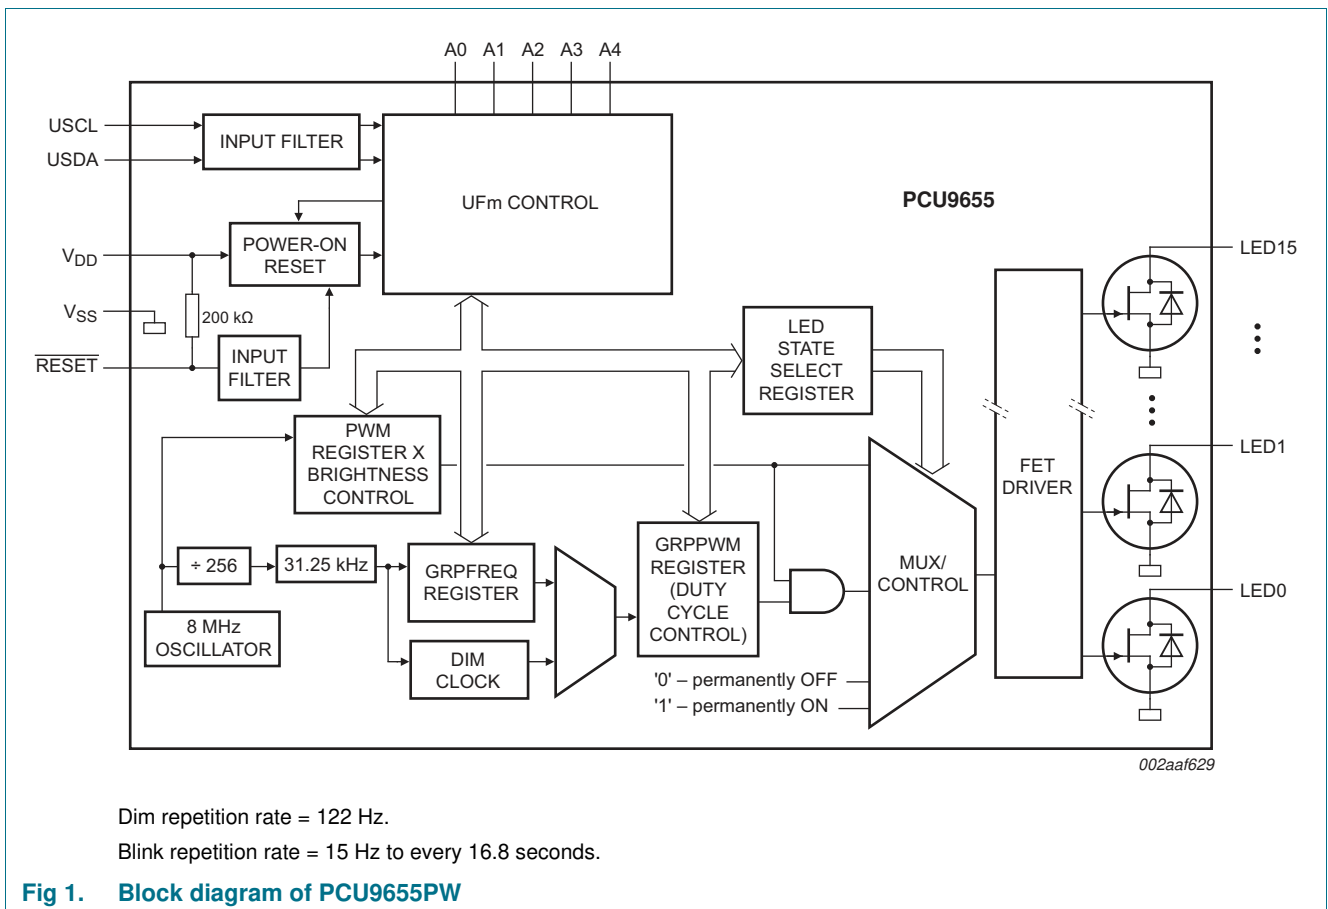 A0 A1 A2 A3 A4
USCL
USDA
INPUT FILTER
UFm CONTROL
PCU9655
VDD
POWER-ON
RESET
VSS
200 kΩ
RESET
INPUT
FILTER
LED
STATE
SELECT
REGISTER
LED15
PWM
REGISTER X
BRIGHTNESS
CONTROL
FET
DRIVER
LED1
÷ 256
31.25 kHz
GRPFREQ
REGISTER
GRPPWM
REGISTER
(DUTY
CYCLE
CONTROL)
MUX/
CONTROL
LED0
8 MHz
OSCILLATOR
DIM
CLOCK
'0' – permanently OFF
'1' – permanently ON
002aaf629
Dim repetition rate = 122 Hz.
Blink repetition rate = 15 Hz to every 16.8 seconds.
Fig 1. Block diagram of PCU9655PW